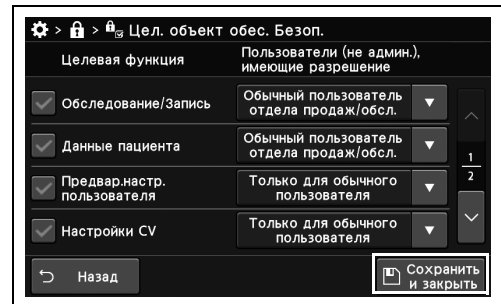 > > Цел. объект обес. Безоп.
Целевая функция
Пользователи (не админ.),
имеющие разрешение
Обследование/Запись
Обычный пользователь
отдела продаж/обсл.
Данные пациента
Обычный пользователь
отдела продаж/обсл.
Предвар.настр.
пользователя
Только для обычного
пользователя
Настройки CV
Только для обычного
пользователя
1
2
Назад
Сохранить
и закрыть